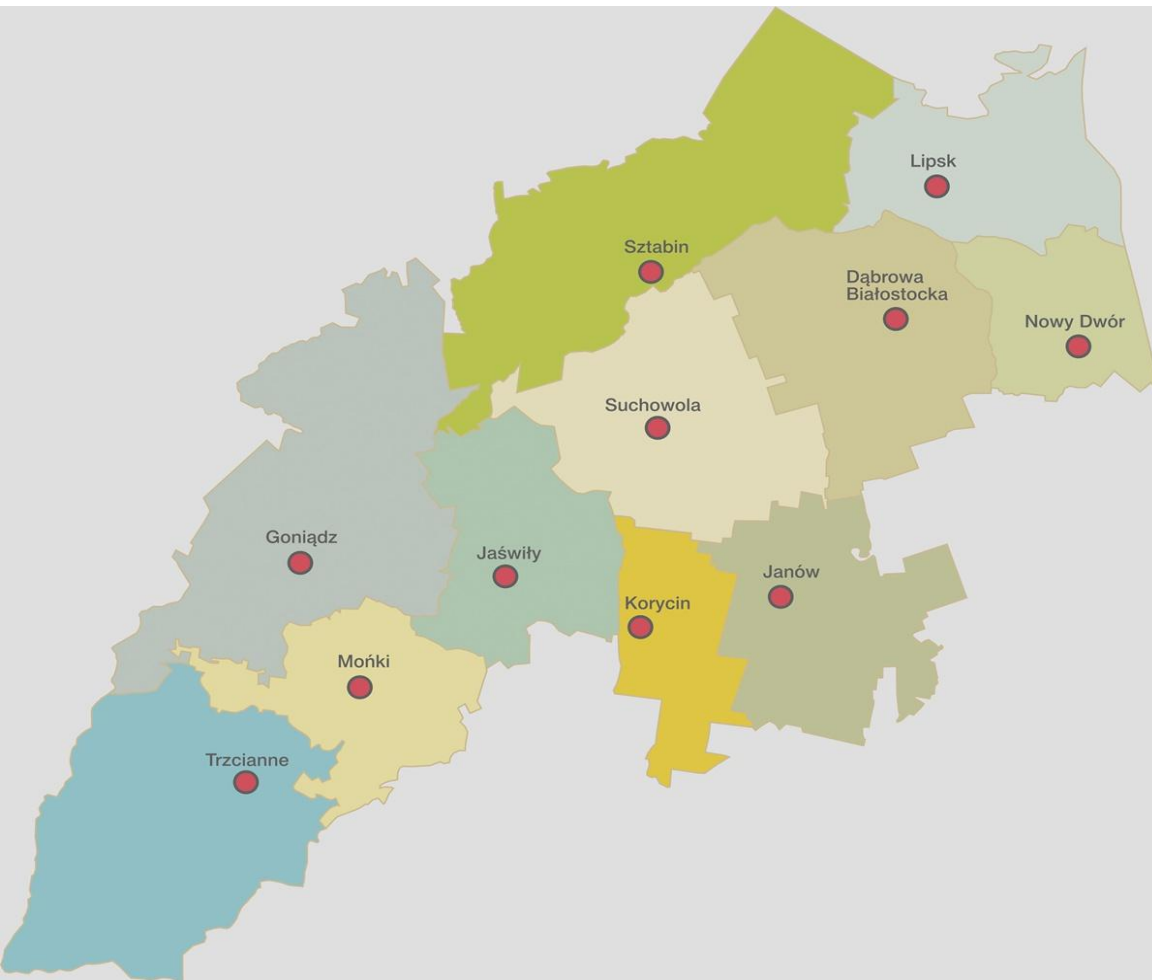 Lipsk
Sztabin
Dąbrowa
Białostocka
Nowy Dwór
Suchowola
Goniądz
Jaświły
Janów
Korycin
Mońki
Trzcianne